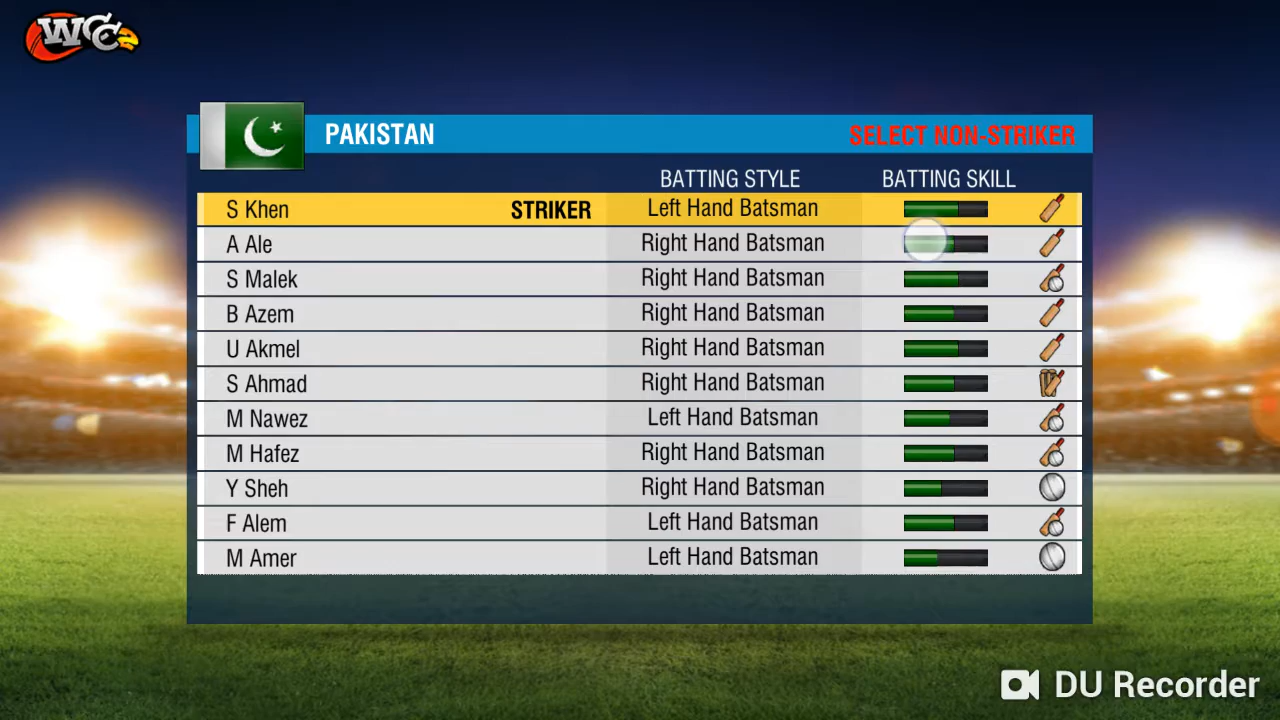 WCC
PAKISTAN SELECT NON-STRIKER
BATTING STYLE BATTING SKILL
S Khen STRIKER Left Hand Batsman
A Ale Right Hand Batsman
S Malek Right Hand Batsman
B Azem Right Hand Batsman
U Akmel Right Hand Batsman
S Ahmad Right Hand Batsman
M Nawez Left Hand Batsman
M Hafez Right Hand Batsman
Y Sheh Right Hand Batsman
F Alem Left Hand Batsman
M Amer Left Hand Batsman
DU Recorder